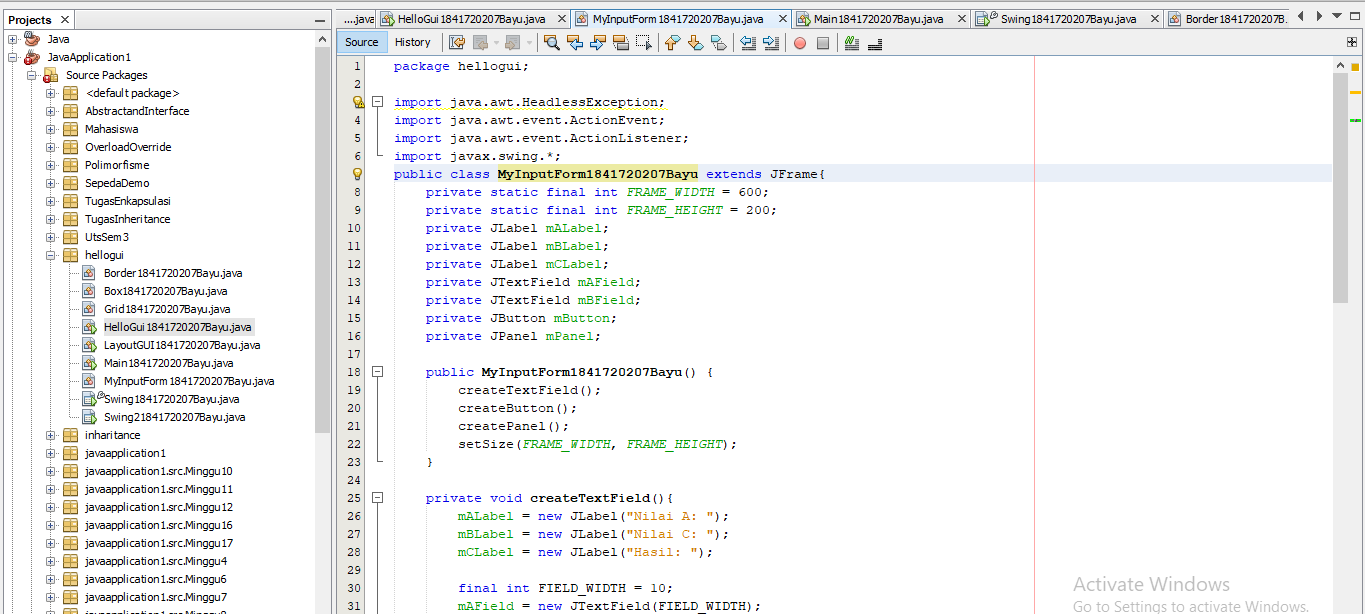 Projects
Java
JavaApplication1
Source Packages
<default package>
AbstractandInterface
Mahasiswa
OverloadOverride
Polimorfisme
SepedaDemo
TugasEnkapsulasi
TugasInheritance
UtsSem3
hellogui
Border1841720207Bayu.java
Box1841720207Bayu.java
Grid1841720207Bayu.java
HelloGui1841720207Bayu.java
LayoutGUI1841720207Bayu.java
Main1841720207Bayu.java
MyInputForm1841720207Bayu.java
Swing1841720207Bayu.java
Swing21841720207Bayu.java
inharitance
javaapplication1
javaapplication1.src.Minggu10
javaapplication1.src.Minggu11
javaapplication1.src.Minggu12
javaapplication1.src.Minggu16
javaapplication1.src.Minggu17
javaapplication1.src.Minggu4
javaapplication1.src.Minggu6
javaapplication1.src.Minggu7
...java HelloGui1841720207Bayu.java MyInputForm1841720207Bayu.java Main1841720207Bayu.java Swing1841720207Bayu.java Border1841720207B.
Source History
1 package hellogui;
2
import java.awt.HeadlessException;
4 import java.awt.event.ActionEvent;
5 import java.awt.event.ActionListener;
6 import javax.swing.*;
public class MyInputForm1841720207Bayu extends JFrame{
8 private static final int FRAME_WIDTH = 600;
9 private static final int FRAME_HEIGHT = 200;
10 private JLabel mALabel;
11 private JLabel mBLabel;
12 private JLabel mCLabel;
13 private JTextField mAField;
14 private JTextField mBField;
15 private JButton mButton;
16 private JPanel mPanel;
17
18 public MyInputForm1841720207Bayu() {
19 createTextField();
20 createButton();
21 createPanel();
22 setSize(FRAME_WIDTH, FRAME_HEIGHT);
23 }
24
25 private void createTextField(){
26 mALabel = new JLabel("Nilai A: ");
27 mBLabel = new JLabel("Nilai C: ");
28 mCLabel = new JLabel("Hasil: ");
29
30 final int FIELD_WIDTH = 10;
31 mAField = new JTextField(FIELD_WIDTH);
Activate Windows
Go to Settings to activate Windows.